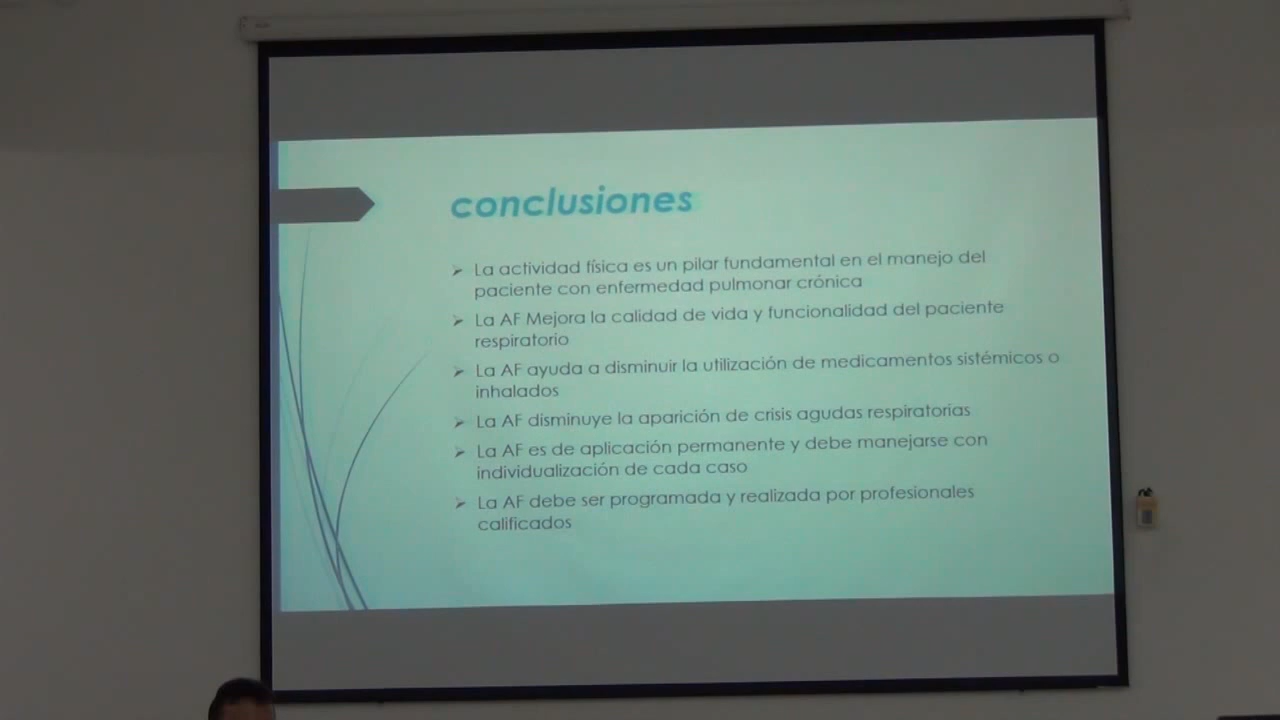 conclusiones
➢ La actividad física es un pilar fundamental en el manejo del
paciente con enfermedad pulmonar crónica
➢ La AF Mejora la calidad de vida y funcionalidad del paciente
respiratorio
➢ La AF ayuda a disminuir la utilización de medicamentos sistémicos o
inhalados
➢ La AF disminuye la aparición de crisis agudas respiratorias
➢ La AF es de aplicación permanente y debe manejarse con
individualización de cada caso
➢ La AF debe ser programada y realizada por profesionales
calificados